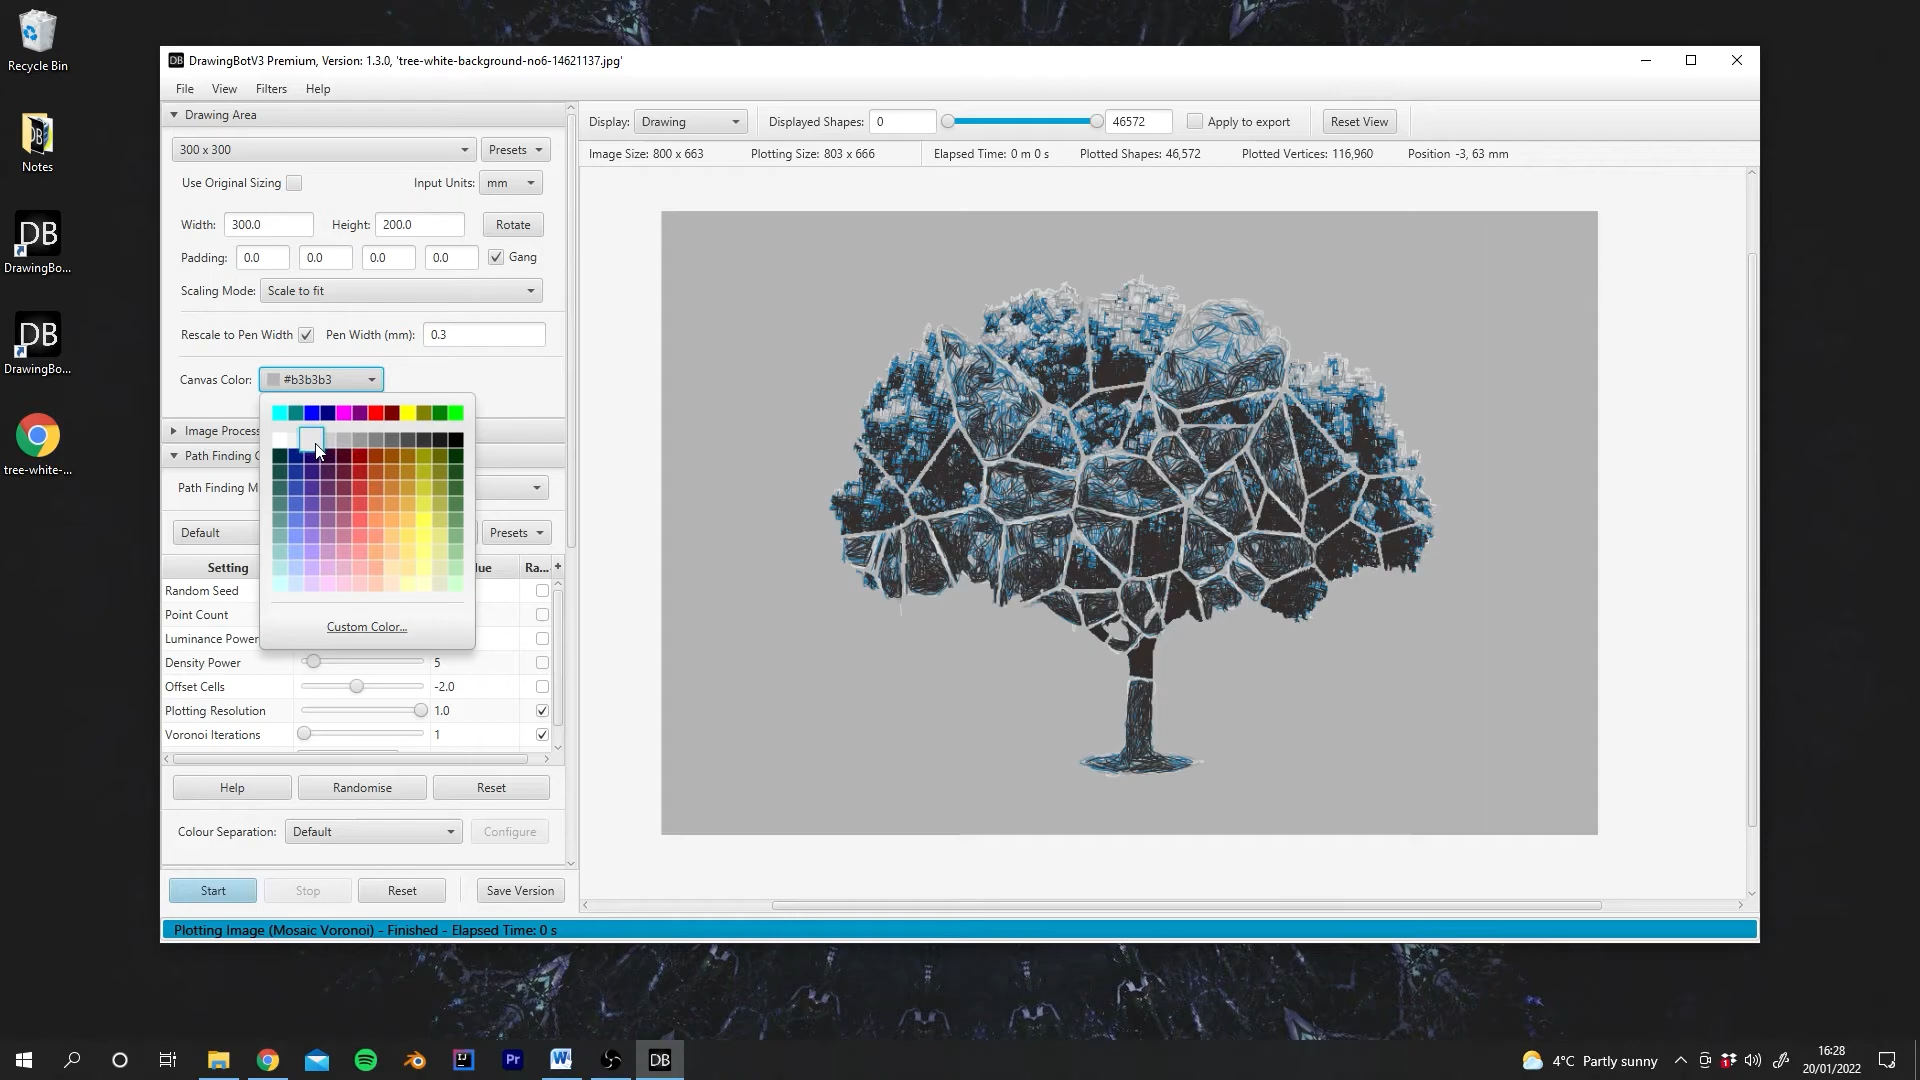 Recycle Bin
Notes
DB
DrawingBo...
DB
DrawingBo...
tree-white-...
DB DrawingBotV3 Premium, Version: 1.3.0, 'tree-white-background-no6-14621137.jpg'
File View Filters Help
Drawing Area
300 x 300 Presets
Use Original Sizing Input Units: mm
Width: 300.0 Height: 200.0 Rotate
Padding: 0.0 0.0 0.0 0.0 Gang
Scaling Mode: Scale to fit
Rescale to Pen Width Pen Width (mm): 0.3
Canvas Color: #b3b3b3
Image Process
Path Finding C
Path Finding M
Default Presets
Custom Color...
Setting lue Ra... +
Random Seed
Point Count
Luminance Power
Density Power 5
Offset Cells -2.0
Plotting Resolution 1.0
Voronoi Iterations 1
Help Randomise Reset
Colour Separation: Default Configure
Start Stop Reset Save Version
Display: Drawing Displayed Shapes: 0 46572 Apply to export Reset View
Image Size: 800 x 663 Plotting Size: 803 x 666 Elapsed Time: 0 m 0 s Plotted Shapes: 46,572 Plotted Vertices: 116,960 Position -3, 63 mm
Plotting Image (Mosaic Voronoi) - Finished - Elapsed Time: 0 s
Pr W DB
4°C Partly sunny
16:28
20/01/2022